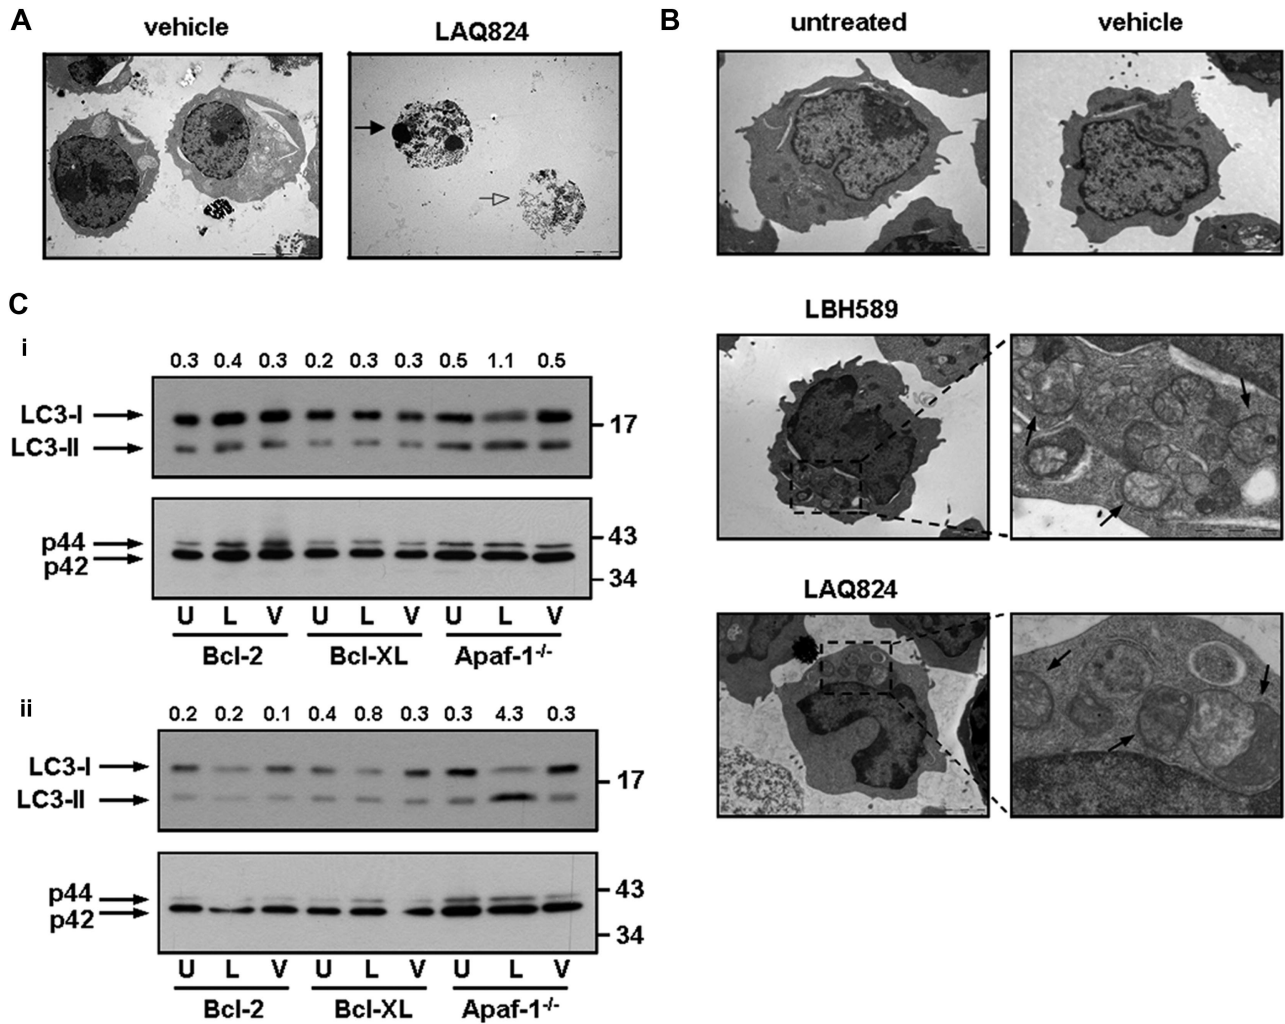 A
vehicle
LAQ824
B
untreated
vehicle
LBH589
LAQ824
C
i
0.3 0.4 0.3 0.2 0.3 0.3 0.5 1.1 0.5
LC3-I
LC3-II
17
p44
p42
43
34
U L V U L V U L V
Bcl-2 Bcl-XL Apaf-1-/-
ii
0.2 0.2 0.1 0.4 0.8 0.3 0.3 4.3 0.3
LC3-I
LC3-II
17
p44
p42
43
34
U L V U L V U L V
Bcl-2 Bcl-XL Apaf-1-/-